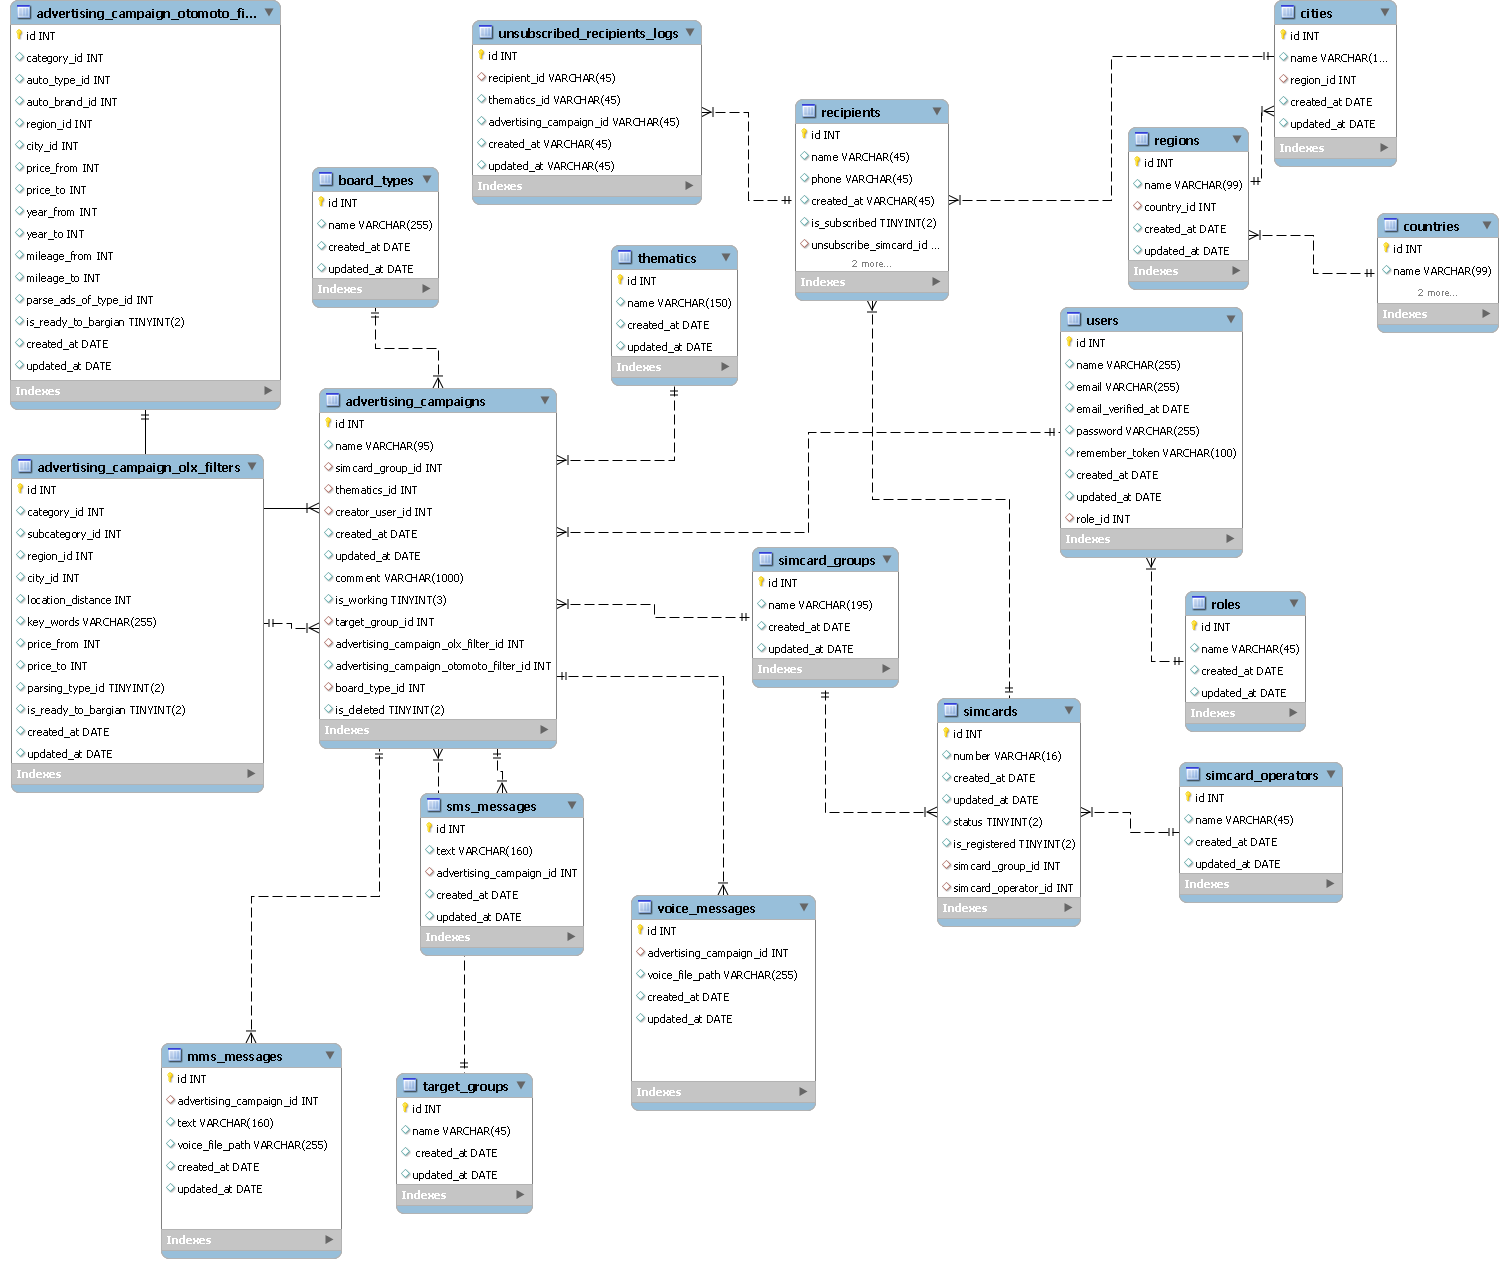 advertising_campaign_otomoto_fi...
id INT
category_id INT
auto_type_id INT
auto_brand_id INT
region_id INT
city_id INT
price_from INT
price_to INT
year_from INT
year_to INT
mileage_from INT
mileage_to INT
parse_ads_of_type_id INT
is_ready_to_bargian TINYINT(2)
created_at DATE
updated_at DATE
Indexes
unsubscribed_recipients_logs
id INT
recipient_id VARCHAR(45)
thematics_id VARCHAR(45)
advertising_campaign_id VARCHAR(45)
created_at VARCHAR(45)
updated_at VARCHAR(45)
Indexes
recipients
id INT
name VARCHAR(45)
phone VARCHAR(45)
created_at VARCHAR(45)
is_subscribed TINYINT(2)
unsubscribe_simcard_id ...
2 more...
Indexes
cities
id INT
name VARCHAR(1...
region_id INT
created_at DATE
updated_at DATE
Indexes
regions
id INT
name VARCHAR(99)
country_id INT
created_at DATE
updated_at DATE
Indexes
countries
id INT
name VARCHAR(99)
2 more...
Indexes
board_types
id INT
name VARCHAR(255)
created_at DATE
updated_at DATE
Indexes
thematics
id INT
name VARCHAR(150)
created_at DATE
updated_at DATE
Indexes
users
id INT
name VARCHAR(255)
email VARCHAR(255)
email_verified_at DATE
password VARCHAR(255)
remember_token VARCHAR(100)
created_at DATE
updated_at DATE
role_id INT
Indexes
advertising_campaign_olx_filters
id INT
category_id INT
subcategory_id INT
region_id INT
city_id INT
location_distance INT
key_words VARCHAR(255)
price_from INT
price_to INT
parsing_type_id TINYINT(2)
is_ready_to_bargian TINYINT(2)
created_at DATE
updated_at DATE
Indexes
advertising_campaigns
id INT
name VARCHAR(95)
simcard_group_id INT
thematics_id INT
creator_user_id INT
created_at DATE
updated_at DATE
comment VARCHAR(1000)
is_working TINYINT(3)
target_group_id INT
advertising_campaign_olx_filter_id INT
advertising_campaign_otomoto_filter_id INT
board_type_id INT
is_deleted TINYINT(2)
Indexes
simcard_groups
id INT
name VARCHAR(195)
created_at DATE
updated_at DATE
Indexes
roles
id INT
name VARCHAR(45)
created_at DATE
updated_at DATE
Indexes
simcards
id INT
number VARCHAR(16)
created_at DATE
updated_at DATE
status TINYINT(2)
is_registered TINYINT(2)
simcard_group_id INT
simcard_operator_id INT
Indexes
simcard_operators
id INT
name VARCHAR(45)
created_at DATE
updated_at DATE
Indexes
sms_messages
id INT
text VARCHAR(160)
advertising_campaign_id INT
created_at DATE
updated_at DATE
Indexes
voice_messages
id INT
advertising_campaign_id INT
voice_file_path VARCHAR(255)
created_at DATE
updated_at DATE
Indexes
mms_messages
id INT
advertising_campaign_id INT
text VARCHAR(160)
voice_file_path VARCHAR(255)
created_at DATE
updated_at DATE
Indexes
target_groups
id INT
name VARCHAR(45)
created_at DATE
updated_at DATE
Indexes